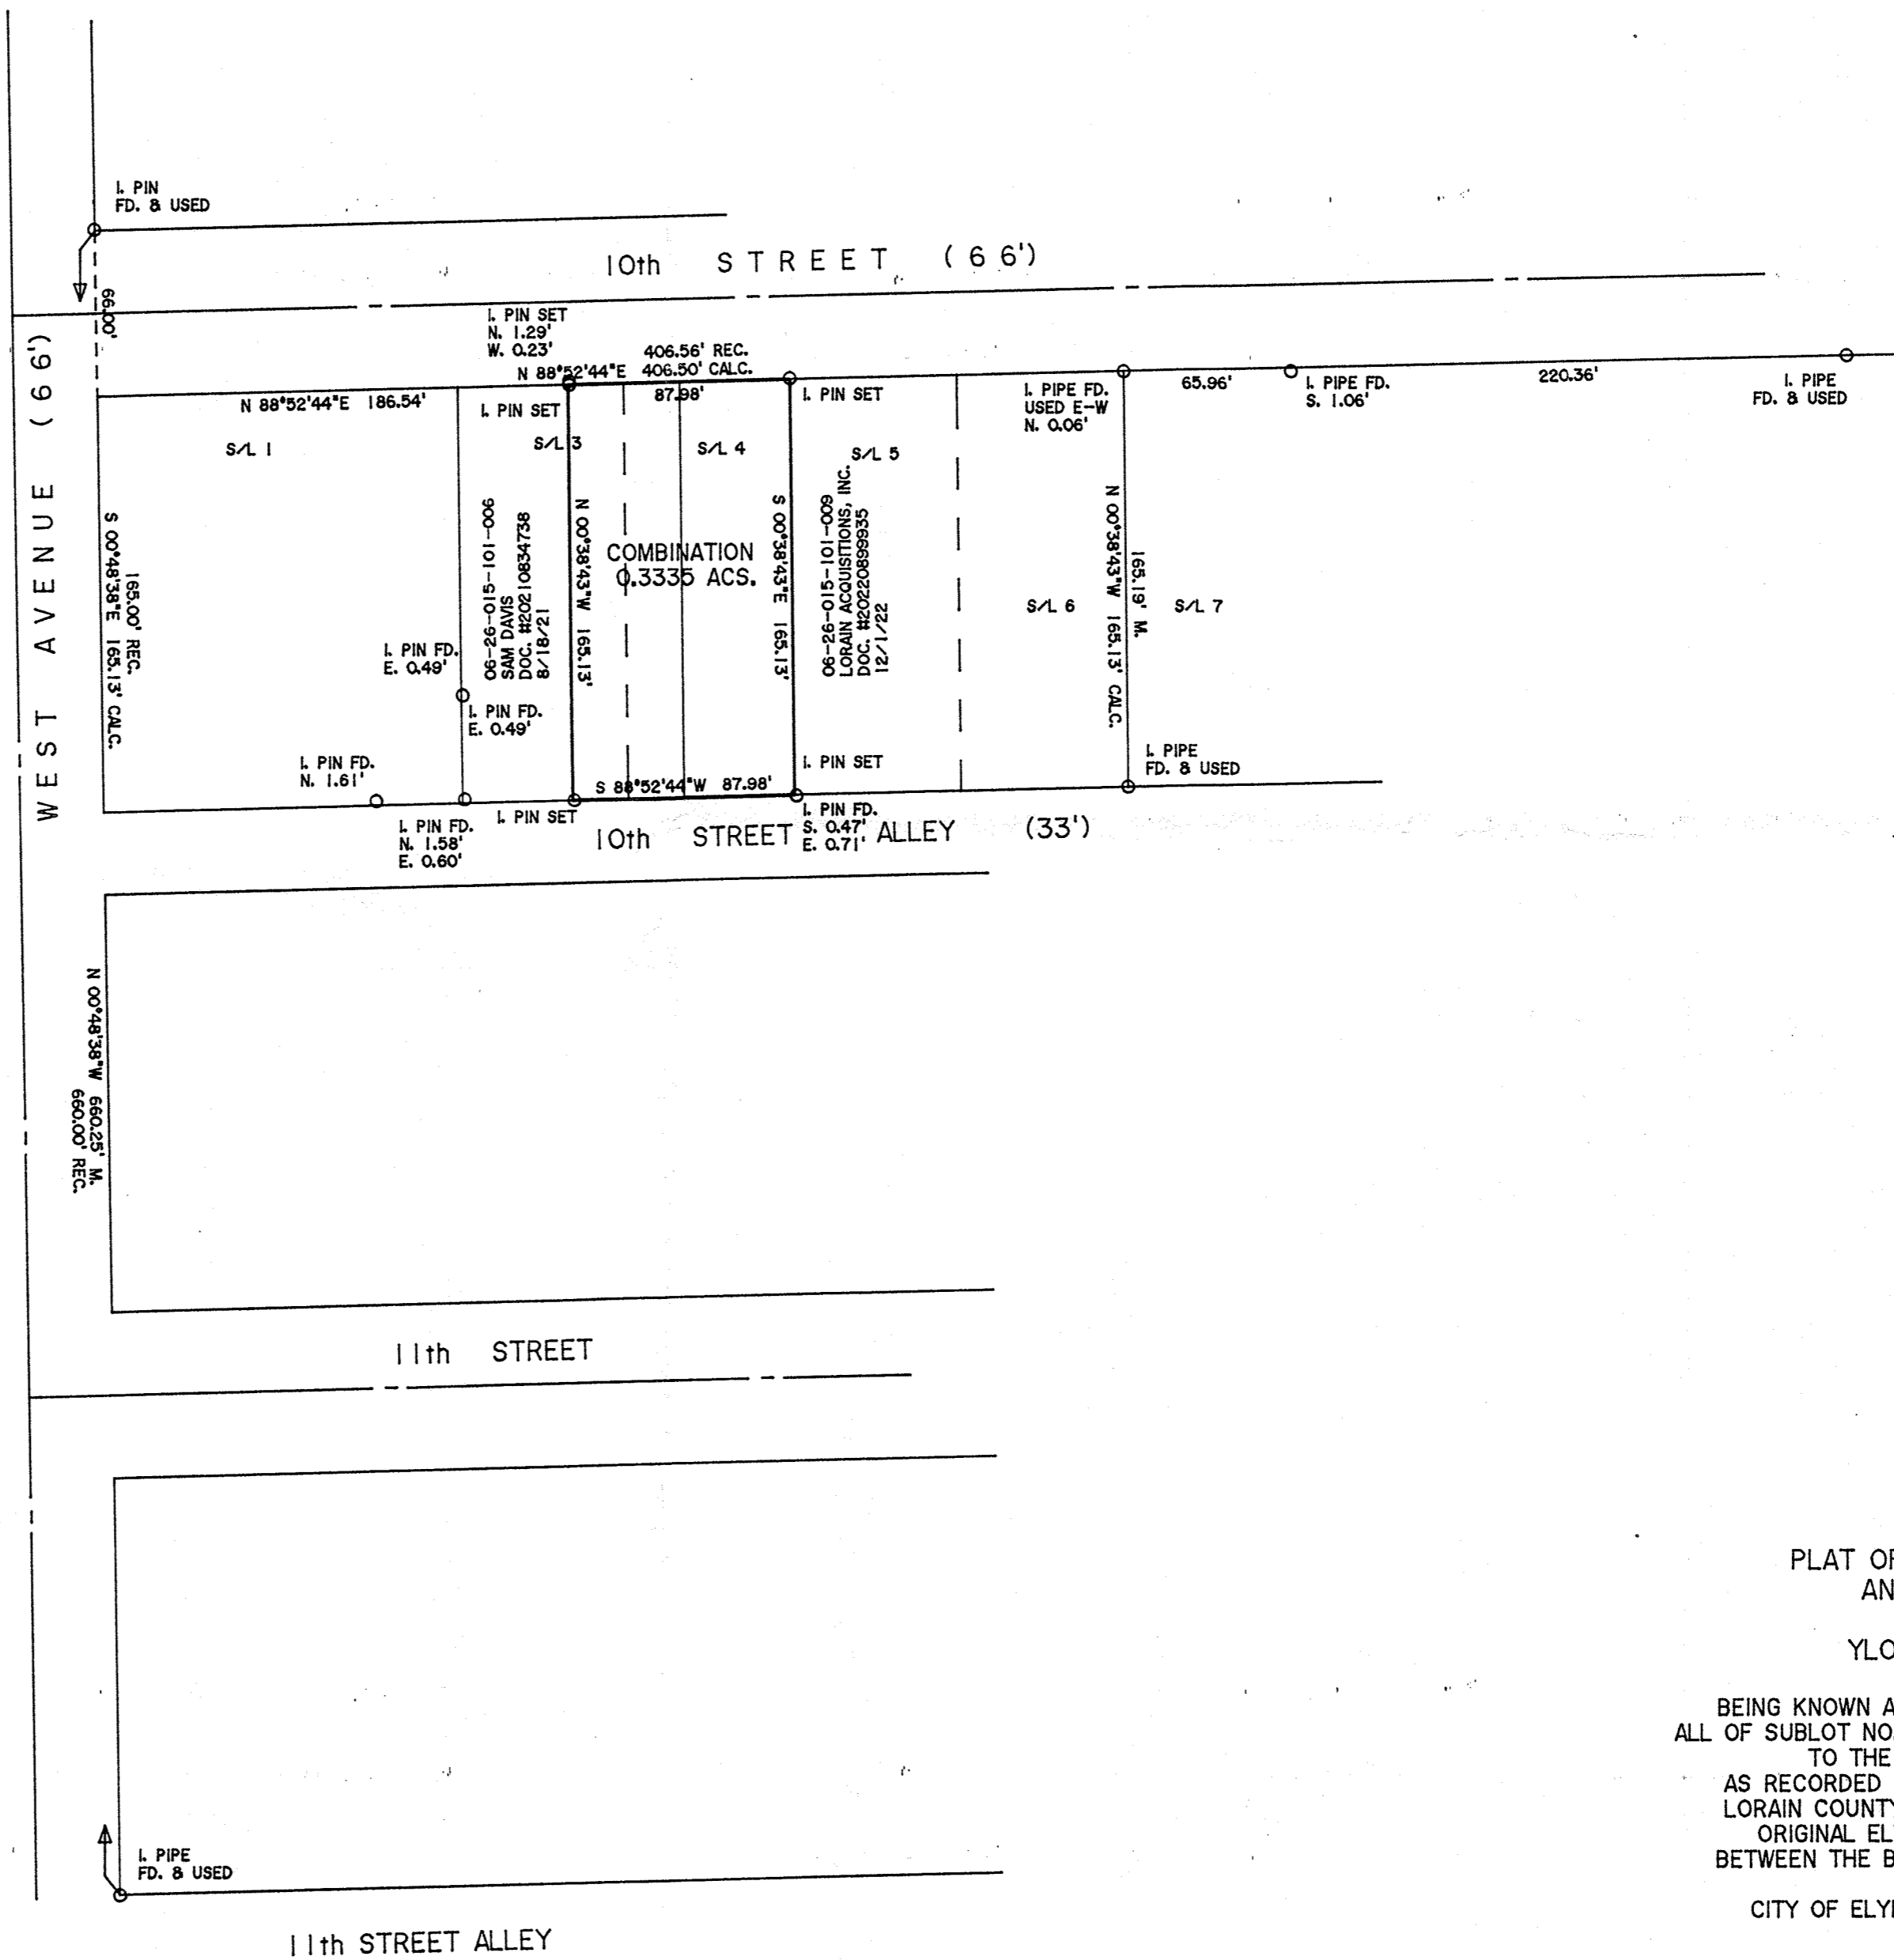 I. PIN
FD. & USED
10th STREET (66')
66.00'
WEST AVENUE (66')
I. PIN SET
N. 1.29'
W. 0.23'
406.56' REC.
N 88°52'44"E 406.50' CALC.
87.98'
N 88°52'44"E 186.54'
I. PIN SET
I. PIN SET
I. PIPE FD.
USED E-W
N. 0.06'
65.96'
I. PIPE FD.
S. 1.06'
220.36'
I. PIPE
FD. & USED
S/L 1
S/L 3
S/L 4
S/L 5
S/L 6
S/L 7
165.00' REC.
S 00°48'38"E 165.13' CALC.
06-26-015-101-006
SAM DAVIS
DOC. #20210834738
8/18/21
N 00°38'43"W 165.13'
COMBINATION
0.3335 ACS.
S 00°38'43"E 165.13'
06-26-015-101-009
LORAIN ACQUISITIONS, INC.
DOC. #20220899935
12/1/22
165.19' M.
N 00°38'43"W 165.13' CALC.
I. PIN FD.
E. 0.49'
I. PIN FD.
E. 0.49'
I. PIN FD.
N. 1.61'
I. PIN FD.
N. 1.58'
E. 0.60'
I. PIN SET
S 88°52'44"W 87.98'
I. PIN SET
I. PIN FD.
S. 0.47'
E. 0.71'
I. PIPE
FD. & USED
10th STREET ALLEY (33')
N 00°48'38"W 660.25' M.
660.00' REC.
11th STREET
I. PIPE
FD. & USED
11th STREET ALLEY
PLAT OF
AN
YLO
BEING KNOWN A
ALL OF SUBLOT NO.
TO THE
AS RECORDED
LORAIN COUNTY
ORIGINAL EL
BETWEEN THE B
CITY OF ELY